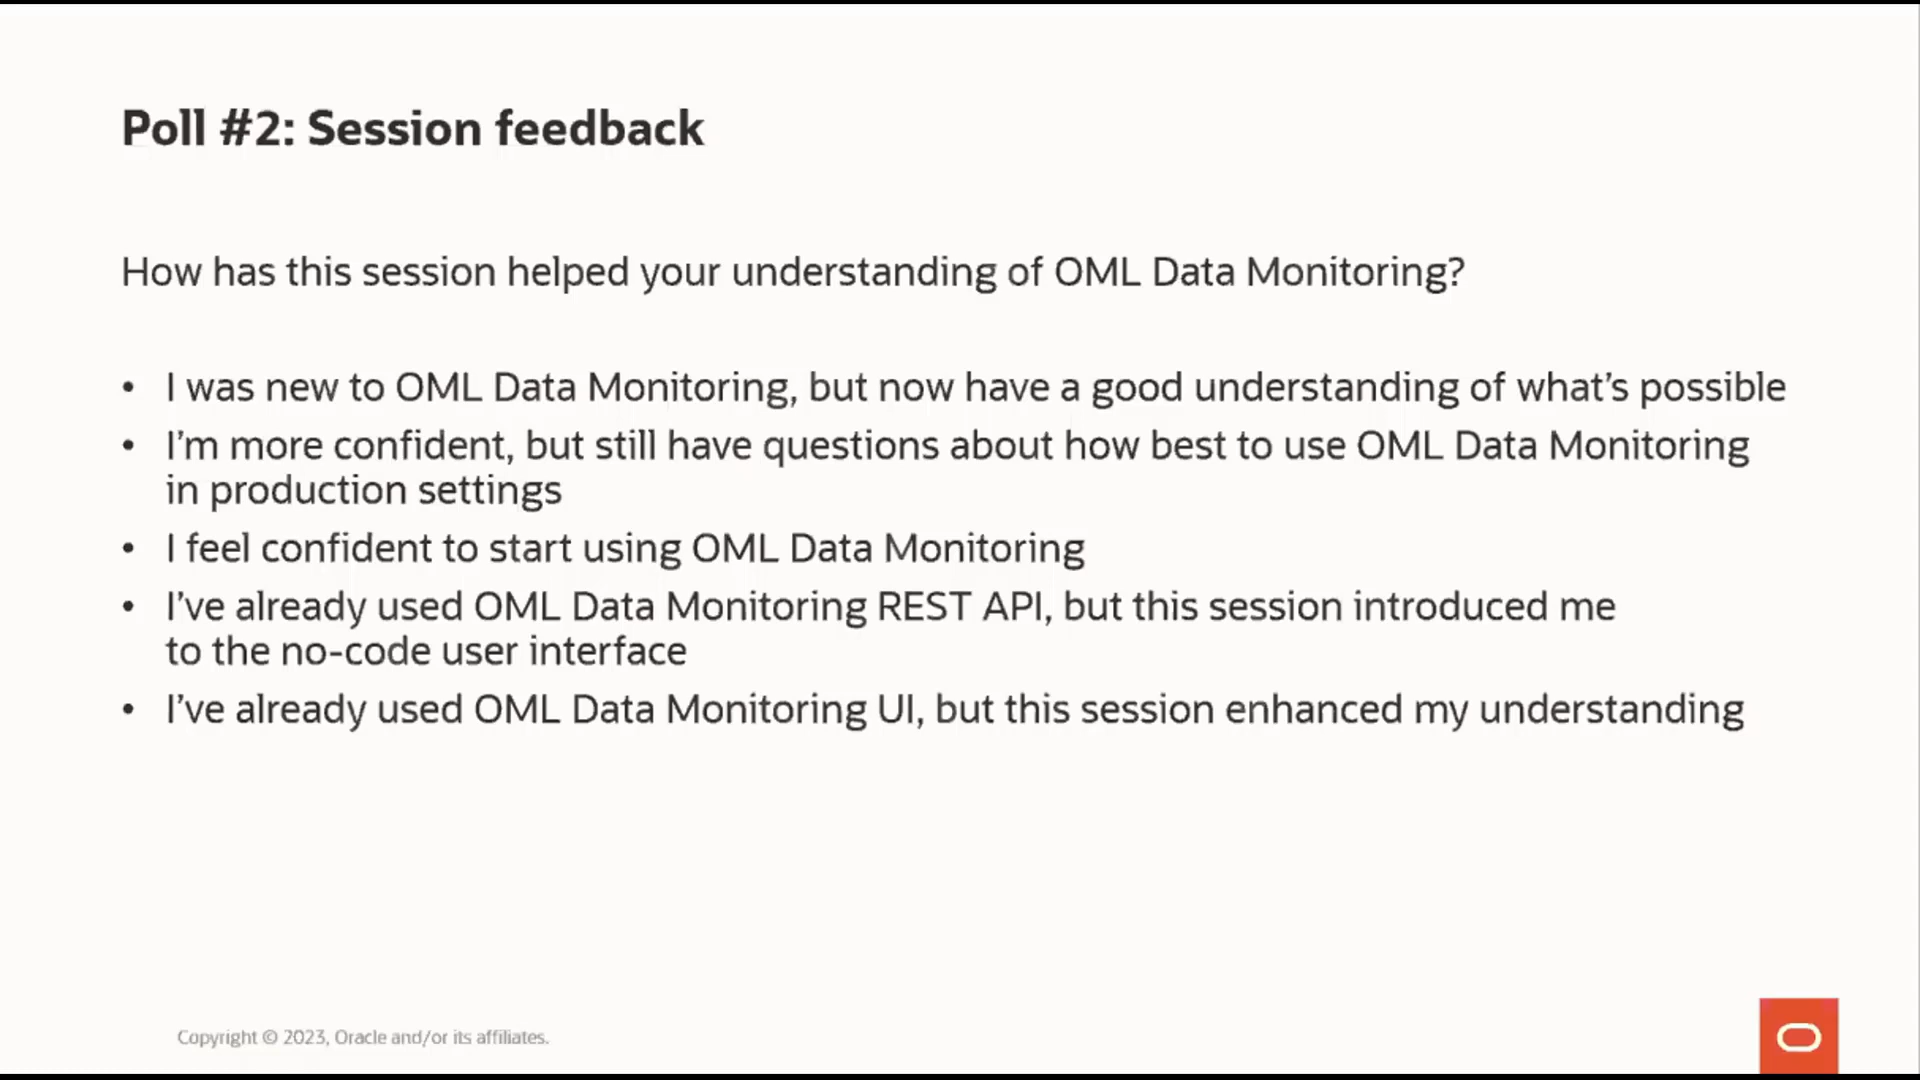 Poll #2: Session feedback
How has this session helped your understanding of OML Data Monitoring?
• I was new to OML Data Monitoring, but now have a good understanding of what’s possible
• I’m more confident, but still have questions about how best to use OML Data Monitoring
in production settings
• I feel confident to start using OML Data Monitoring
• I’ve already used OML Data Monitoring REST API, but this session introduced me
to the no-code user interface
• I’ve already used OML Data Monitoring UI, but this session enhanced my understanding
Copyright © 2023, Oracle and/or its affiliates.